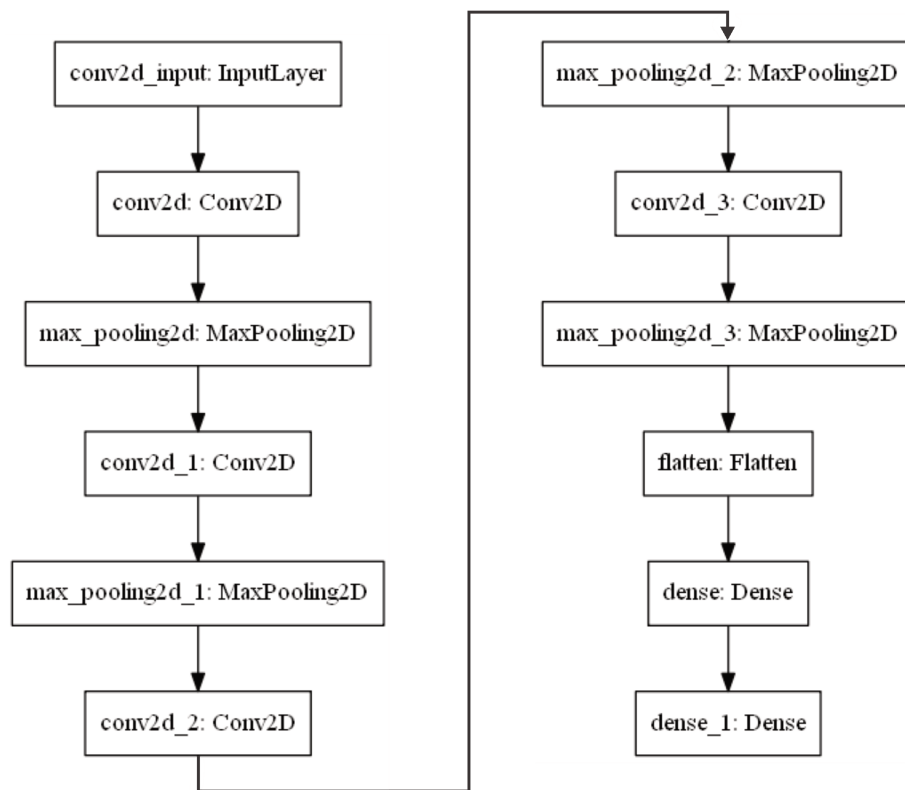 conv2d_input: InputLayer
conv2d: Conv2D
max_pooling2d: MaxPooling2D
conv2d_1: Conv2D
max_pooling2d_1: MaxPooling2D
conv2d_2: Conv2D
max_pooling2d_2: MaxPooling2D
conv2d_3: Conv2D
max_pooling2d_3: MaxPooling2D
flatten: Flatten
dense: Dense
dense_1: Dense